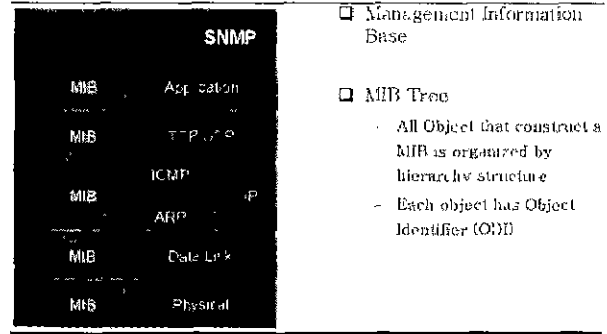 SNMP
MIB Application
MIB
ICMP
MIB
ARP
MIB Data Link
MIB Physical
❑ Management Information
Base
❑ MIB Tree
- All Object that construct a
MIB is organized by
hierarchy structure
- Each object has Object
Identifier